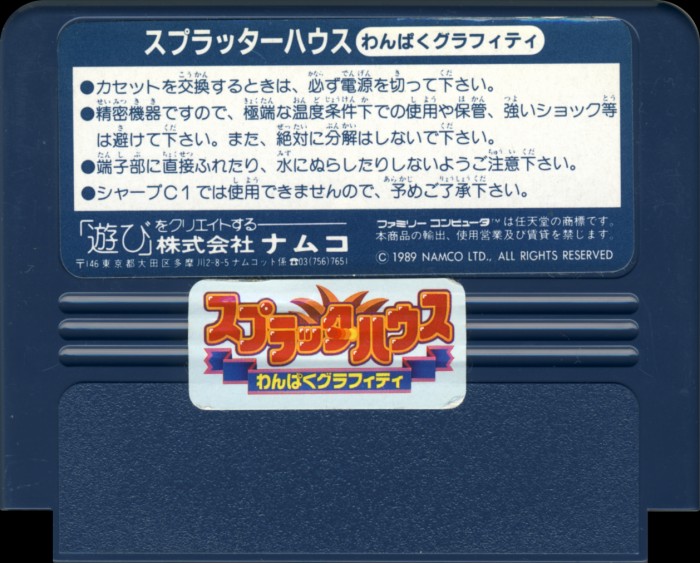 スプラッターハウス わんぱくグラフィティ
●カセットを交換するときは、必ず電源を切って下さい。
●精密機器ですので、極端な温度条件下での使用や保管、強いショック等
は避けて下さい。また、絶対に分解はしないで下さい。
●端子部に直接ふれたり、水にぬらしたりしないようご注意下さい。
●シャープC1では使用できませんので、予めご了承下さい。
「遊び」をクリエイトする
株式会社 ナムコ
〒146 東京都大田区多摩川2-8-5 ナムコット係 ☎03(756)7651
ファミリーコンピュータ™は任天堂の商標です。
本商品の輸出、使用営業及び賃貸を禁じます。
© 1989 NAMCO LTD., ALL RIGHTS RESERVED
スプラッターハウス
わんぱくグラフィティ